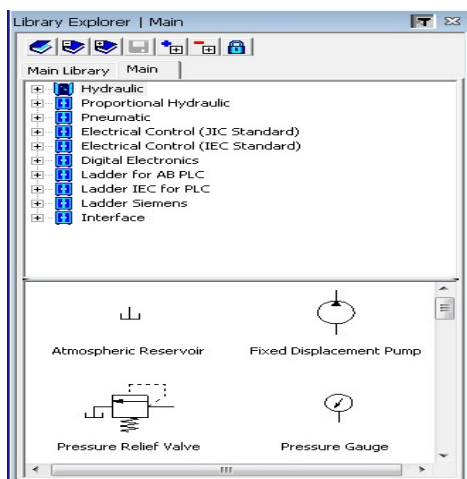 Library Explorer | Main
Main Library Main
Hydraulic
Proportional Hydraulic
Pneumatic
Electrical Control (JIC Standard)
Electrical Control (IEC Standard)
Digital Electronics
Ladder for AB PLC
Ladder IEC for PLC
Ladder Siemens
Interface
Atmospheric Reservoir Fixed Displacement Pump
Pressure Relief Valve Pressure Gauge